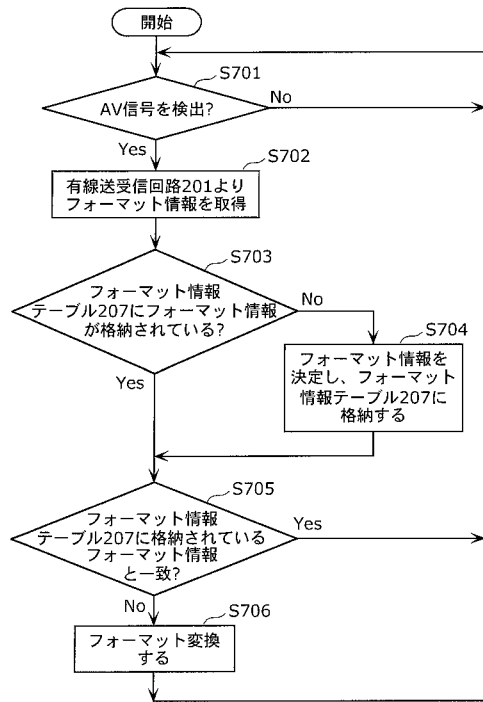 開始
S701
AV信号を検出?
No
Yes
S702
有線送受信回路201より
フォーマット情報を取得
S703
フォーマット情報
テーブル207にフォーマット情報
が格納されている?
No
S704
フォーマット情報を
決定し、フォーマット
情報テーブル207に
格納する
Yes
S705
フォーマット情報
テーブル207に格納されている
フォーマット情報
と一致?
Yes
No
S706
フォーマット変換
する